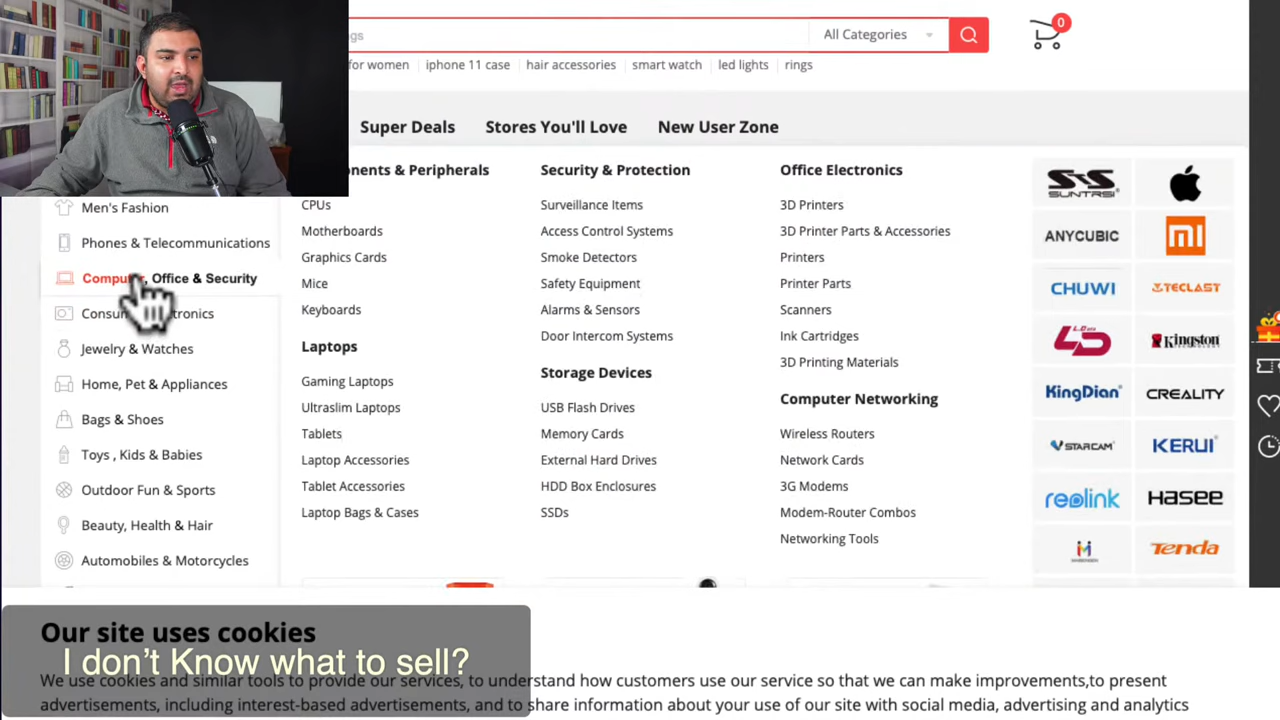 ngs
All Categories
0
for women
iphone 11 case
hair accessories
smart watch
led lights
rings
Super Deals
Stores You'll Love
New User Zone
Men's Fashion
Phones & Telecommunications
Office & Security
Jewelry & Watches
Home, Pet & Appliances
Bags & Shoes
Toys , Kids & Babies
Outdoor Fun & Sports
Beauty, Health & Hair
Automobiles & Motorcycles
nents & Peripherals
CPUs
Motherboards
Graphics Cards
Mice
Keyboards
Laptops
Gaming Laptops
Ultraslim Laptops
Tablets
Laptop Accessories
Tablet Accessories
Laptop Bags & Cases
Security & Protection
Surveillance Items
Access Control Systems
Smoke Detectors
Safety Equipment
Alarms & Sensors
Door Intercom Systems
Storage Devices
USB Flash Drives
Memory Cards
External Hard Drives
HDD Box Enclosures
SSDs
Office Electronics
3D Printers
3D Printer Parts & Accessories
Printers
Printer Parts
Scanners
Ink Cartridges
3D Printing Materials
Computer Networking
Wireless Routers
Network Cards
3G Modems
Modem-Router Combos
Networking Tools
SUNTRSI
ANYCUBIC
MI
CHUWI
TECLAST
Kingston
KingDian
CREALITY
VSTARCAM
KERUI
reolink
Hasee
Tenda
Our site uses cookies
I don't Know what to sell?
We use cookies and similar tools to provide our services, to understand how customers use our service so that we can make improvements,to present
advertisements, including interest-based advertisements, and to share information about your use of our site with social media, advertising and analytics